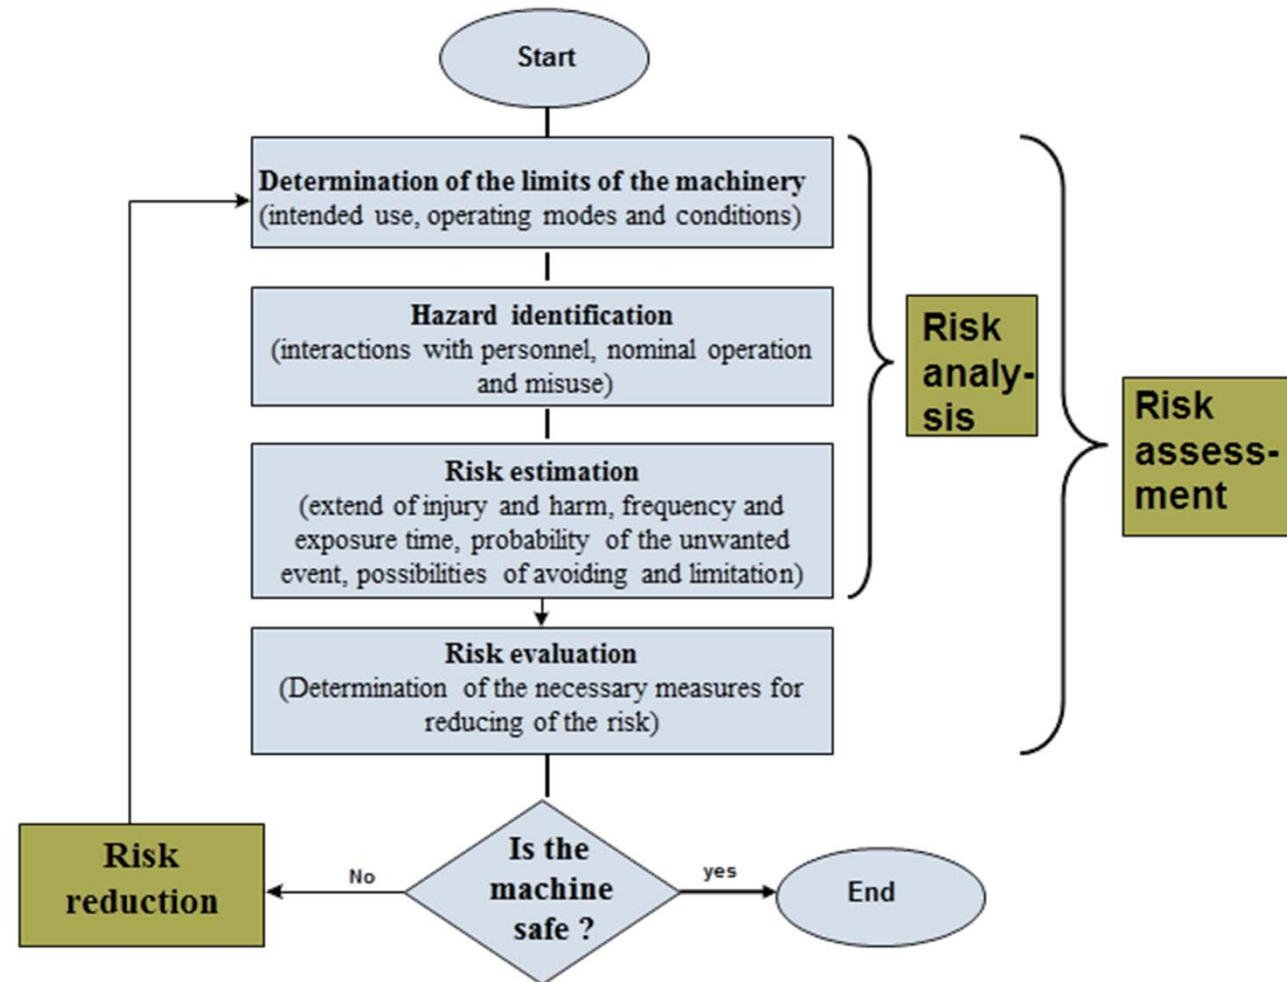 Start
Determination of the limits of the machinery
(intended use, operating modes and conditions)
Hazard identification
(interactions with personnel, nominal operation
and misuse)
Risk estimation
(extend of injury and harm, frequency and
exposure time, probability of the unwanted
event, possibilities of avoiding and limitation)
Risk evaluation
(Determination of the necessary measures for
reducing of the risk)
Risk
analy-
sis
Risk
assess-
ment
Is the
machine
safe ?
No
yes
Risk
reduction
End